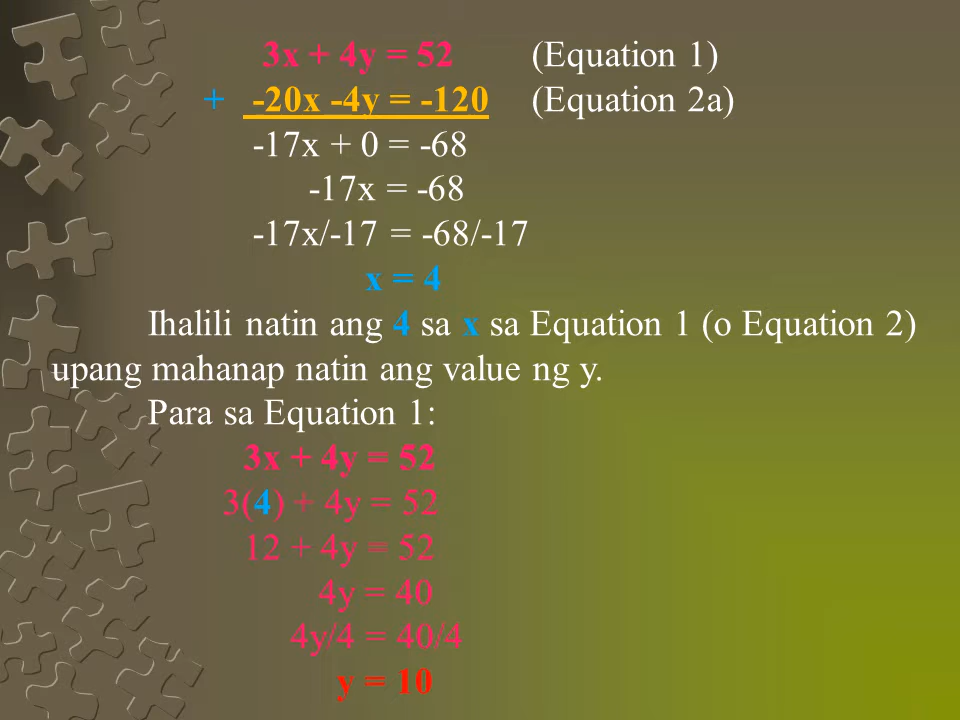 3x + 4y = 52 (Equation 1)
+ -20x -4y = -120 (Equation 2a)
-17x + 0 = -68
-17x = -68
-17x/-17 = -68/-17
x = 4
Ihalili natin ang 4 sa x sa Equation 1 (o Equation 2)
upang mahanap natin ang value ng y.
Para sa Equation 1:
3x + 4y = 52
3(4) + 4y = 52
12 + 4y = 52
4y = 40
4y/4 = 40/4
y = 10